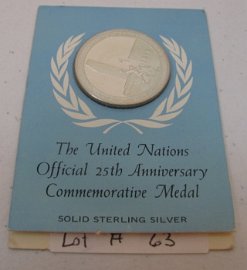 The United Nations
Official 25th Anniversary
Commemorative Medal
SOLID STERLING SILVER
Lot # 63